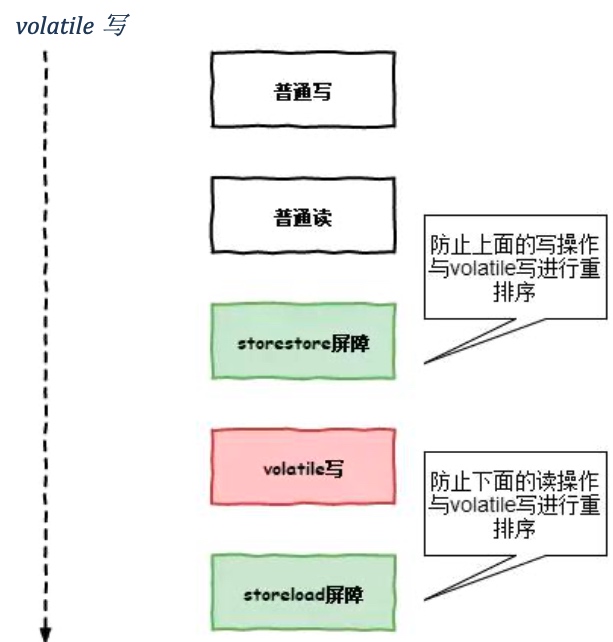 volatile 写
普通写
普通读
防止上面的写操作
与volatile写进行重
排序
storestore屏障
volatile写
防止下面的读操作
与volatile写进行重
排序
storeload屏障